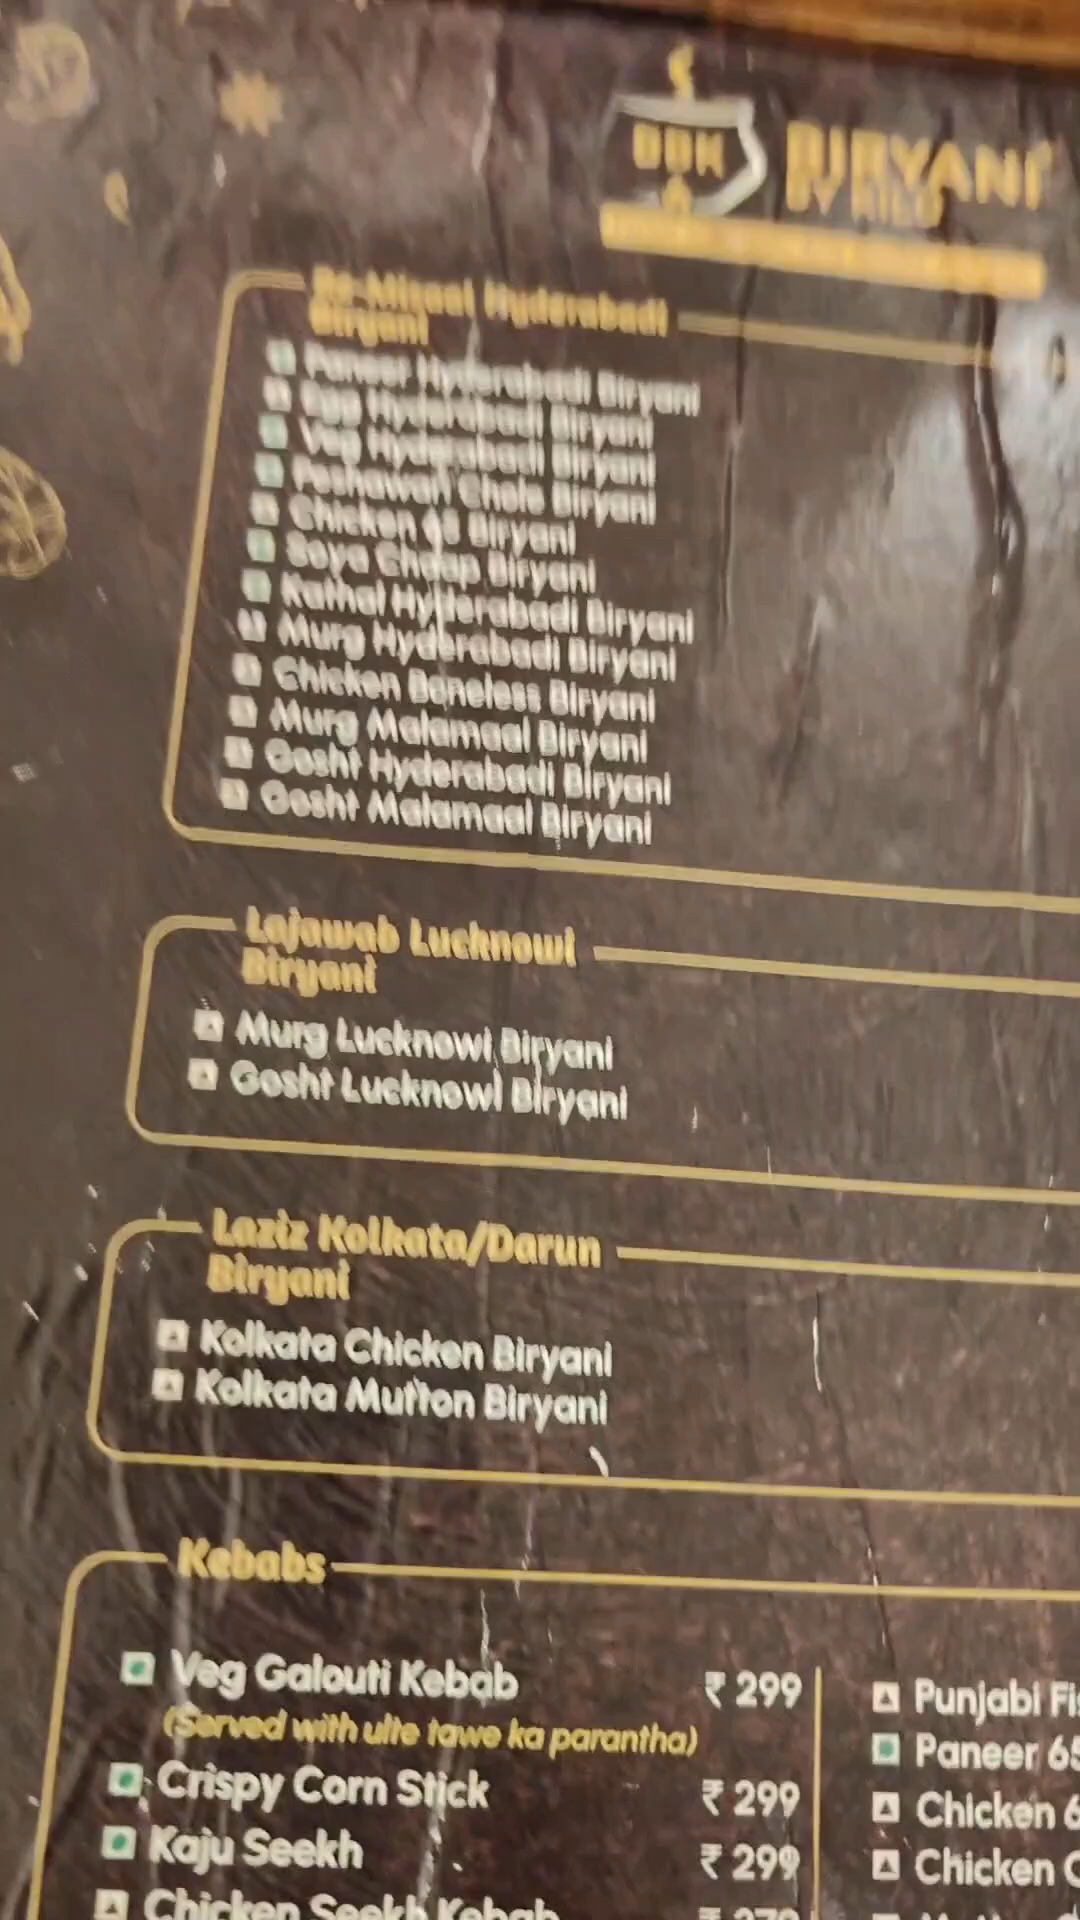 BBK
BIRYANI
BY KILO
Be-Misaal Hyderabadi
Biryani
Paneer Hyderabadi Biryani
Egg Hyderabadi Biryani
Veg Hyderabadi Biryani
Peshawari Chole Biryani
Chicken 65 Biryani
Soya Chaap Biryani
Kathal Hyderabadi Biryani
Murg Hyderabadi Biryani
Chicken Boneless Biryani
Murg Malamaal Biryani
Gosht Hyderabadi Biryani
Gosht Malamaal Biryani
Lajawab Lucknowi
Biryani
Murg Lucknowi Biryani
Gosht Lucknowi Biryani
Laziz Kolkata/Darun
Biryani
Kolkata Chicken Biryani
Kolkata Mutton Biryani
Kebabs
Veg Galouti Kebab ₹ 299
(Served with ulte tawe ka parantha)
Crispy Corn Stick ₹ 299
Kaju Seekh ₹ 299
Chicken Seekh Kebab
Punjabi
Paneer 65
Chicken
Chicken